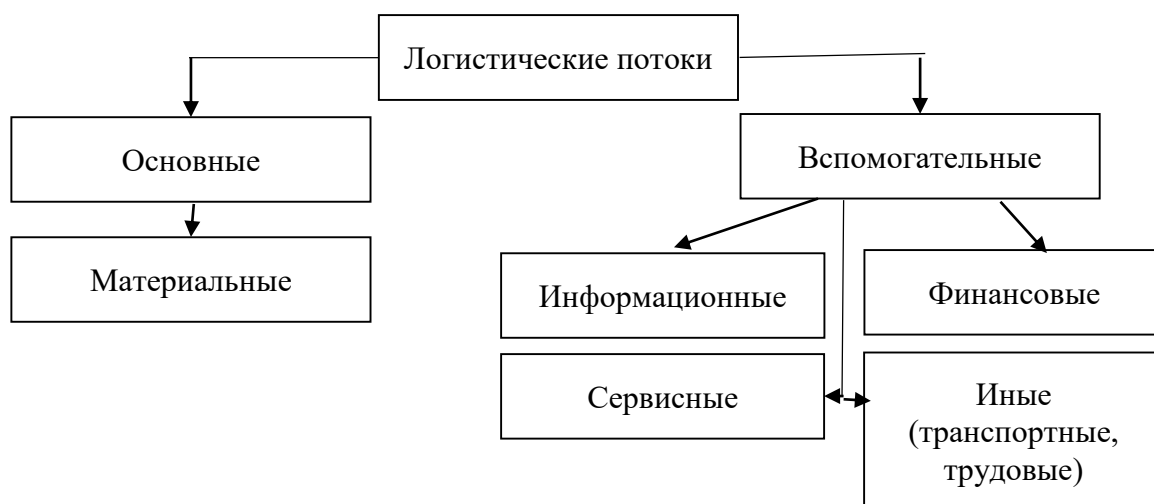 Логистические потоки
Основные
Вспомогательные
Материальные
Информационные
Финансовые
Сервисные
Иные
(транспортные,
трудовые)